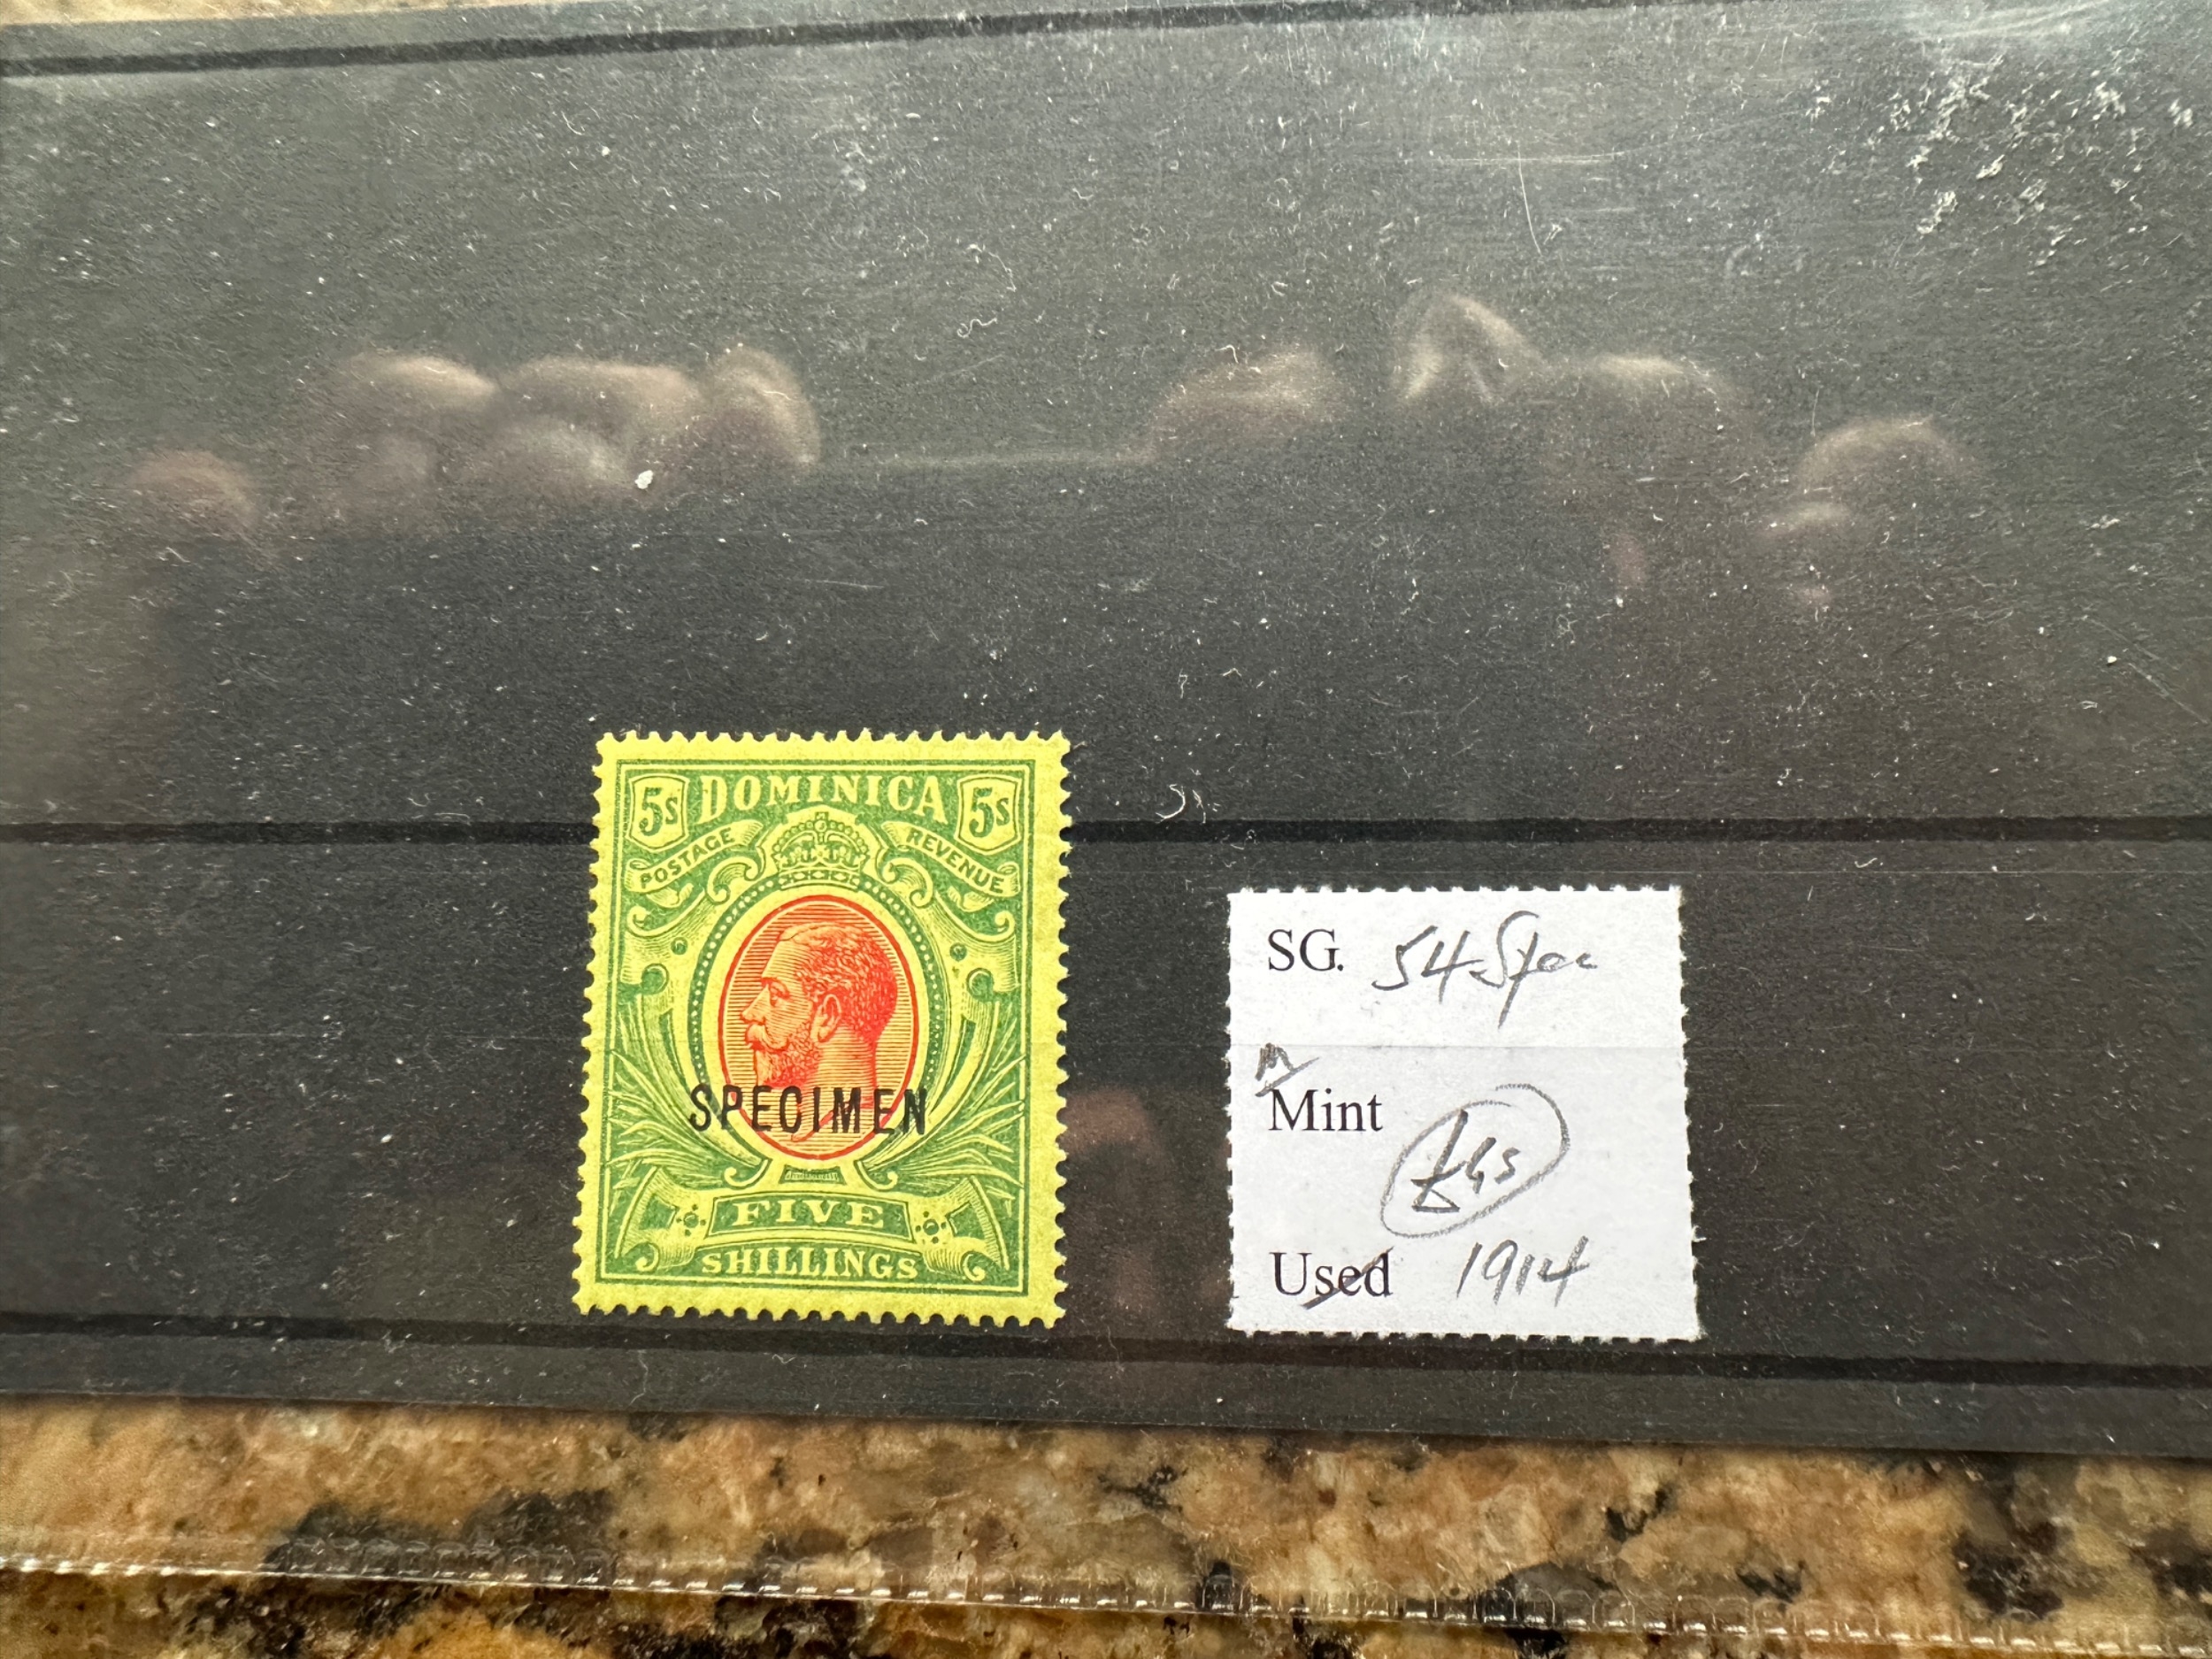 5s DOMINICA 5s
POSTAGE REVENUE
SPECIMEN
FIVE
SHILLINGS
SG. 54 Spec
M
Mint
£45
Used 1914